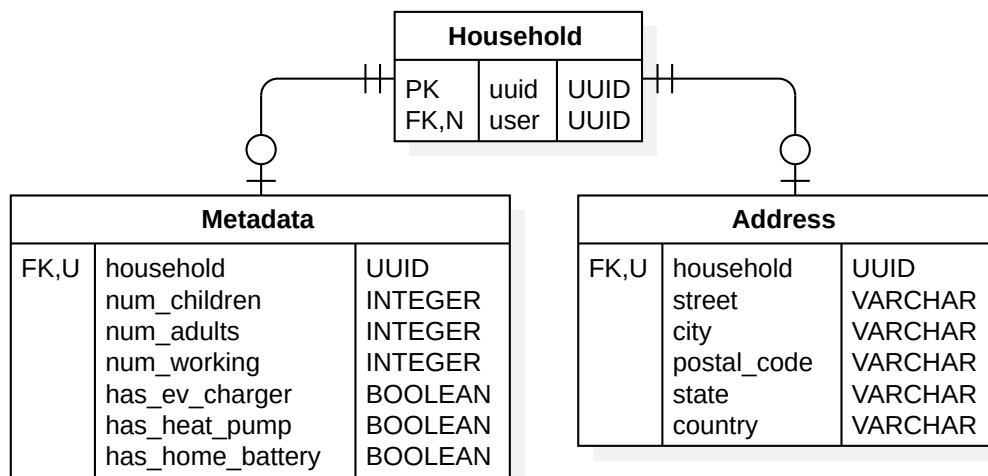 Household
PK uuid UUID
FK,N user UUID
Metadata
FK,U household UUID
num_children INTEGER
num_adults INTEGER
num_working INTEGER
has_ev_charger BOOLEAN
has_heat_pump BOOLEAN
has_home_battery BOOLEAN
Address
FK,U household UUID
street VARCHAR
city VARCHAR
postal_code VARCHAR
state VARCHAR
country VARCHAR